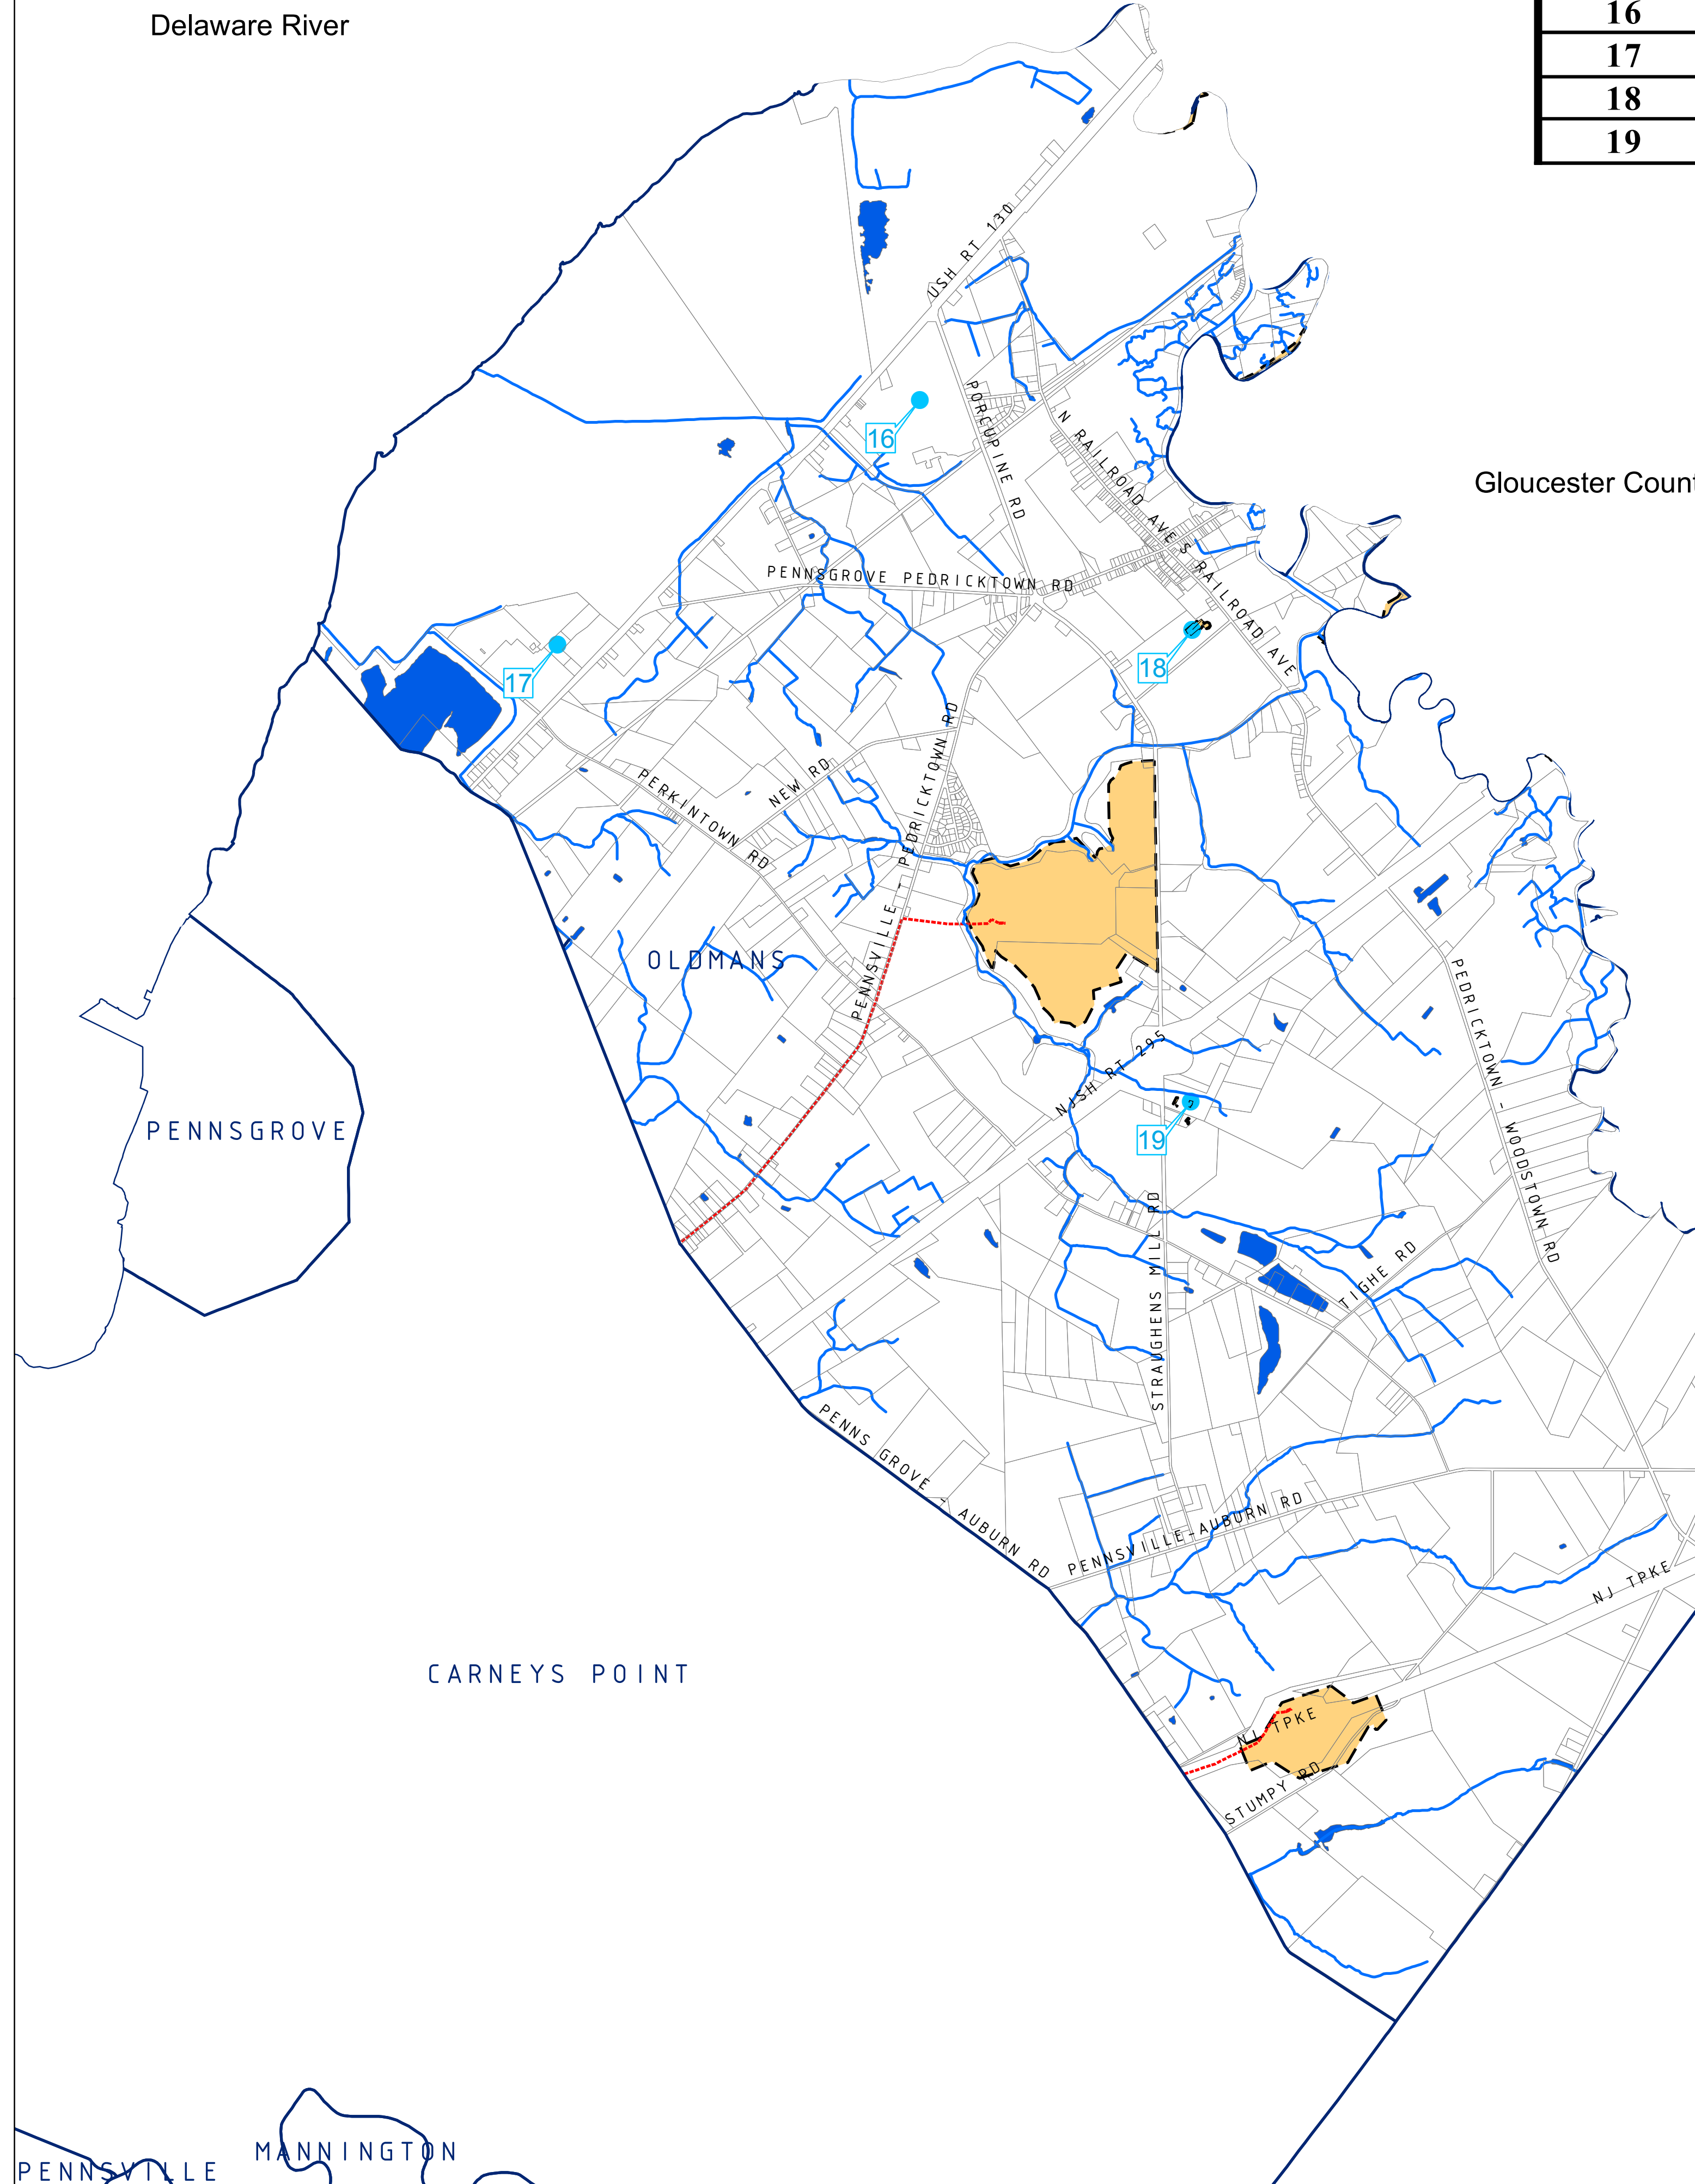 Delaware River
16
17
18
19
USH RT 130
16
PORCUPINE RD
N RAILROAD AVE
Gloucester Count
PENNSGROVE PEDRICKTOWN RD
S RAILROAD AVE
17
18
PERKINTOWN RD
NEW RD
PENNSVILLE - PEDRICKTOWN RD
OLDMANS
PEDRICKTOWN - WOODSTOWN RD
NJSH RT 295
PENNSGROVE
19
STRAUGHENS MILL RD
TIGHE RD
PENNS GROVE - AUBURN RD
PENNSVILLE-AUBURN RD
NJ TPKE
CARNEYS POINT
NJ TPKE
STUMPY RD
MANNINGTON
PENNSVILLE